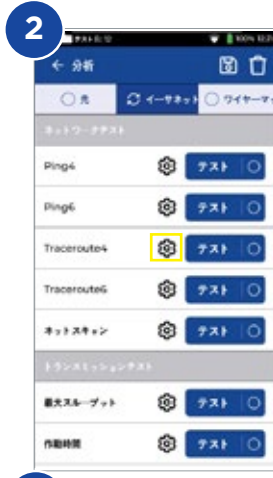 2
100% 12:21
← 分析
光 イーサネット ワイヤーマ
ネットワークテスト
Ping4 テスト
Ping6 テスト
Traceroute4 テスト
Traceroute6 テスト
ネットスキャン テスト
トランスミッションテスト
最大スループット テスト
作動時間 テスト